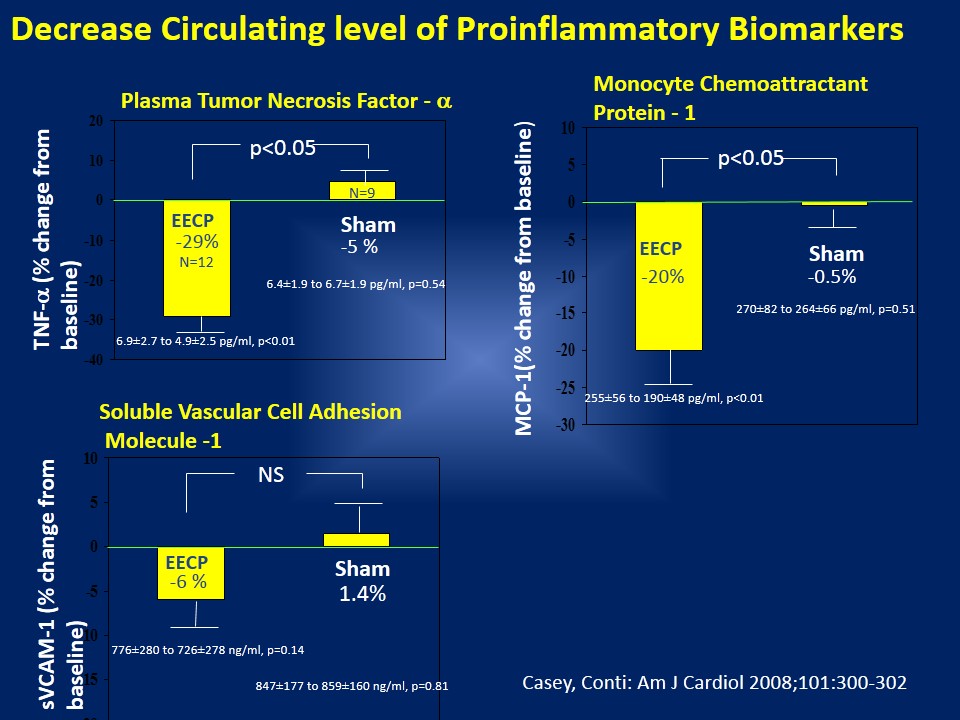 Decrease Circulating level of Proinflammatory Biomarkers
Plasma Tumor Necrosis Factor - α
TNF-α (% change from
baseline)
20
10
0
-10
-20
-30
-40
p<0.05
EECP
-29%
N=12
N=9
Sham
-5 %
6.4±1.9 to 6.7±1.9 pg/ml, p=0.54
6.9±2.7 to 4.9±2.5 pg/ml, p<0.01
Monocyte Chemoattractant
Protein - 1
MCP-1(% change from baseline)
10
5
0
-5
-10
-15
-20
-25
-30
p<0.05
EECP
-20%
Sham
-0.5%
270±82 to 264±66 pg/ml, p=0.51
255±56 to 190±48 pg/ml, p<0.01
Soluble Vascular Cell Adhesion
Molecule -1
sVCAM-1 (% change from
baseline)
10
5
0
-5
10
15
NS
EECP
-6 %
Sham
1.4%
776±280 to 726±278 ng/ml, p=0.14
847±177 to 859±160 ng/ml, p=0.81
Casey, Conti: Am J Cardiol 2008;101:300-302